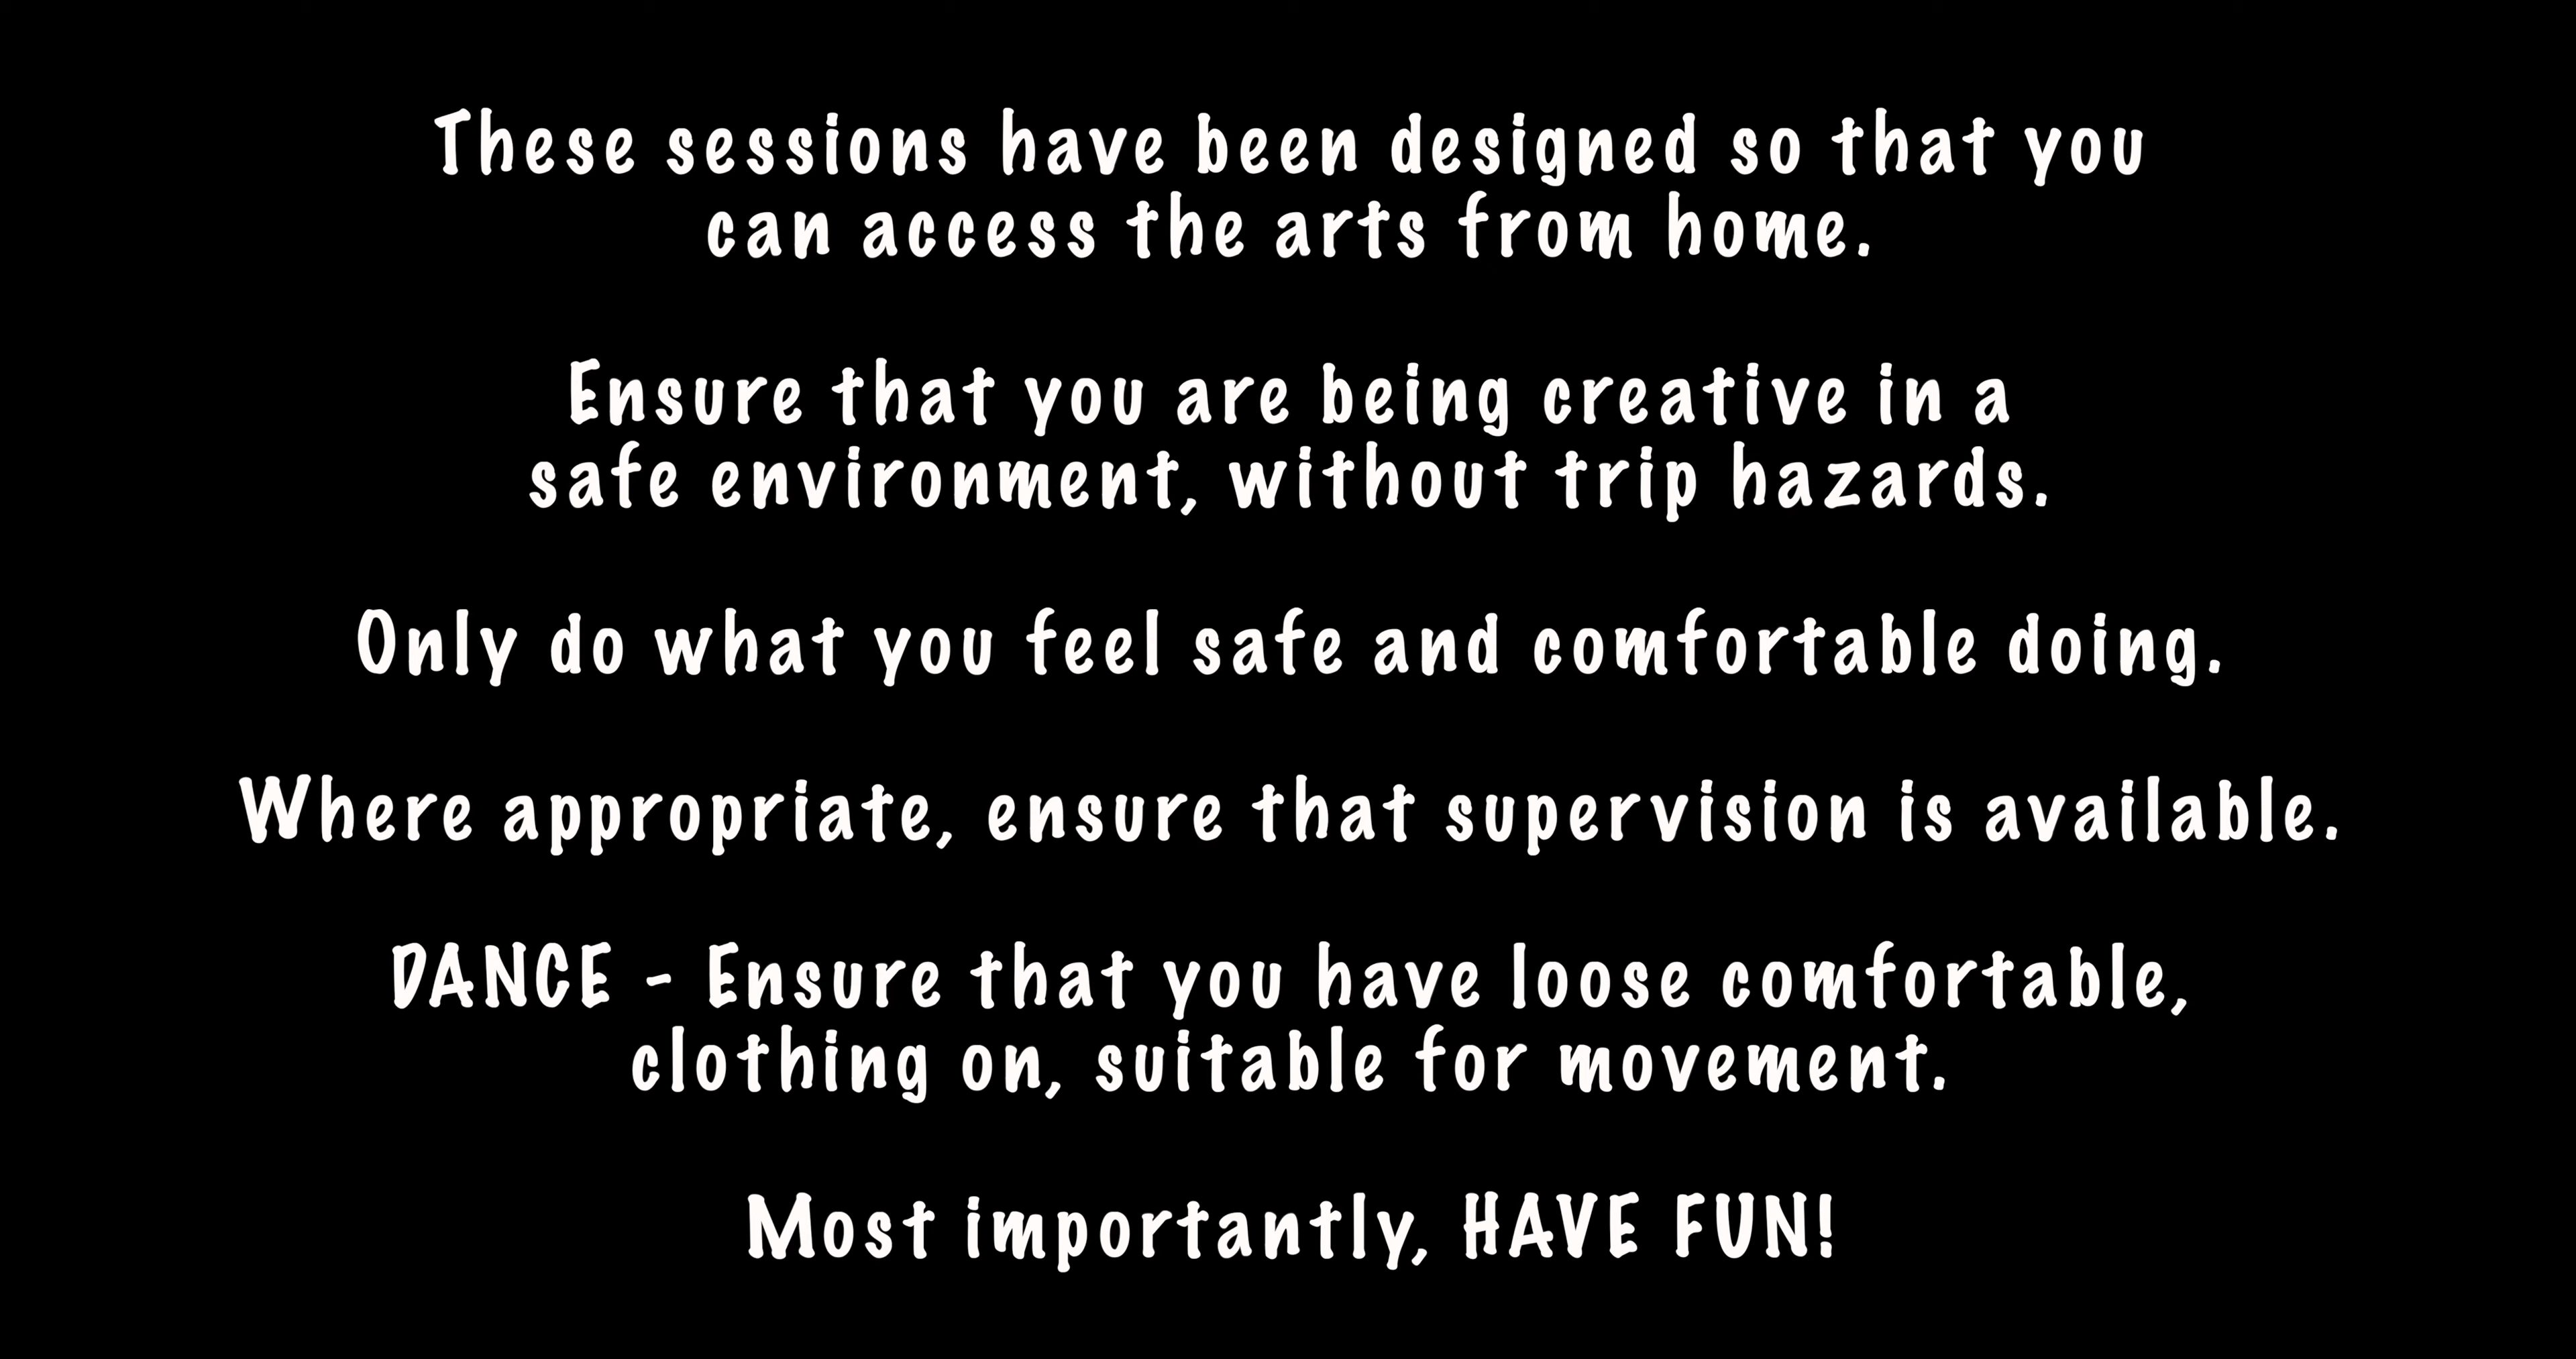 These sessions have been designed so that you
can access the arts from home.
Ensure that you are being creative in a
safe environment, without trip hazards.
Only do what you feel safe and comfortable doing.
Where appropriate, ensure that supervision is available.
DANCE - Ensure that you have loose comfortable,
clothing on, suitable for movement.
Most importantly, HAVE FUN!